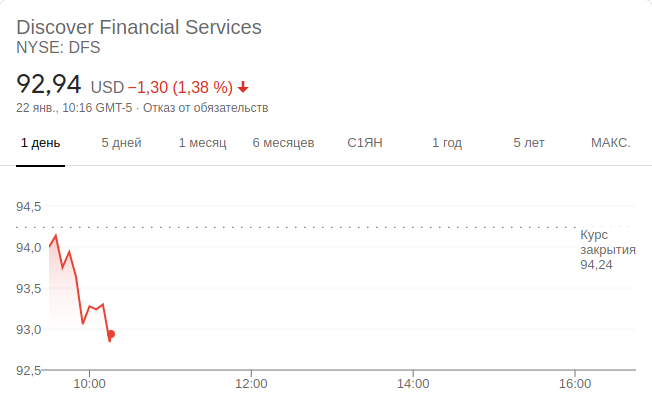 Discover Financial Services
NYSE: DFS
92,94 USD −1,30 (1,38 %)
22 янв., 10:16 GMT-5 · Отказ от обязательств
1 день 5 дней 1 месяц 6 месяцев С1ЯН 1 год 5 лет МАКС.
94,5
Курс
закрытия
94,24
94,0
93,5
93,0
92,5
10:00 12:00 14:00 16:00